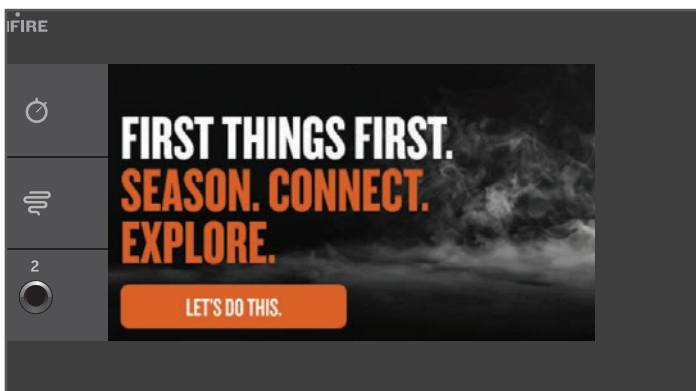 iFIRE
FIRST THINGS FIRST.
SEASON. CONNECT.
EXPLORE.
2
LET'S DO THIS.